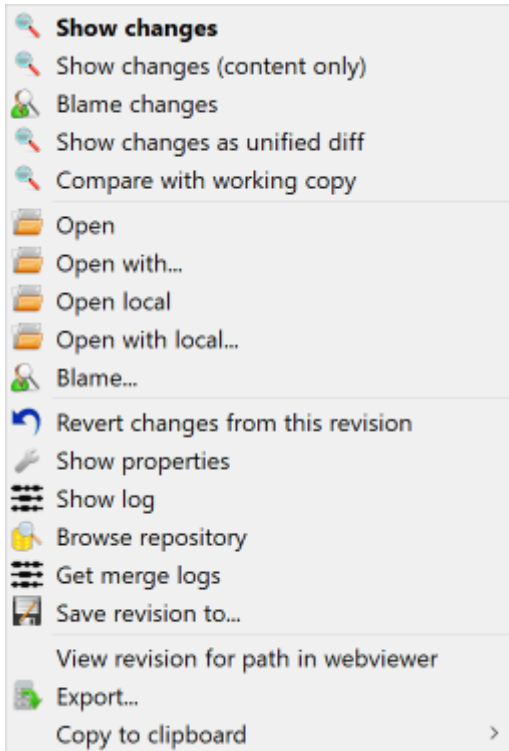 Show changes
Show changes (content only)
Blame changes
Show changes as unified diff
Compare with working copy
Open
Open with...
Open local
Open with local...
Blame...
Revert changes from this revision
Show properties
Show log
Browse repository
Get merge logs
Save revision to...
View revision for path in webviewer
Export...
Copy to clipboard